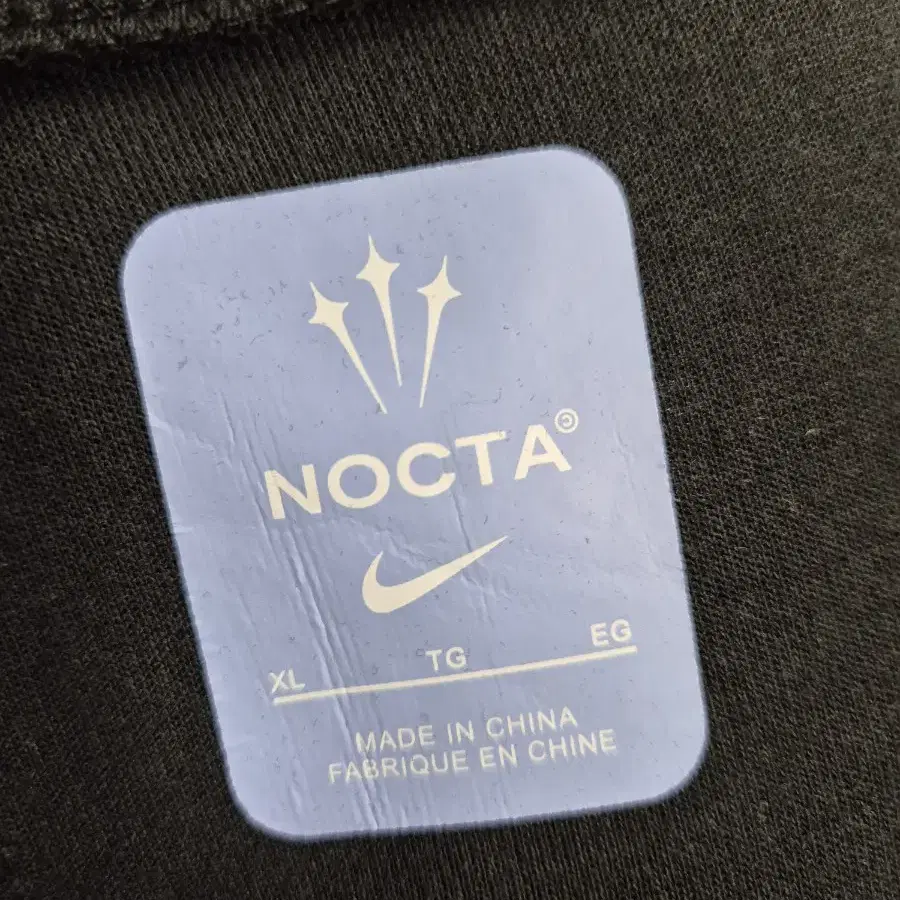 NOCTA©
XL TG EG
MADE IN CHINA
FABRIQUE EN CHINE